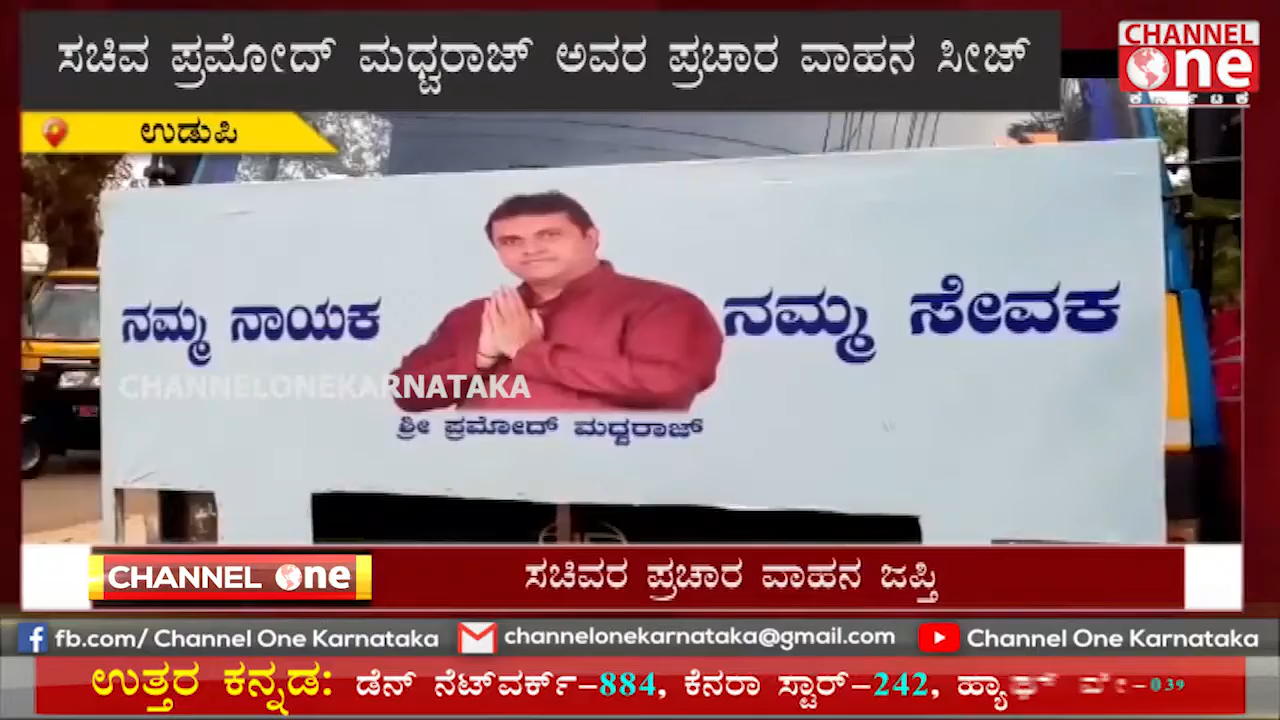 ಸಚಿವ ಪ್ರಮೋದ್ ಮಧ್ವರಾಜ್ ಅವರ ಪ್ರಚಾರ ವಾಹನ ಸೀಜ್
CHANNEL
One
ಕರ್ನಾಟಕ
ಉಡುಪಿ
ನಮ್ಮ ನಾಯಕ
ನಮ್ಮ ಸೇವಕ
CHANNELONEKARNATAKA
ಶ್ರೀ ಪ್ರಮೋದ್ ಮಧ್ವರಾಜ್
CHANNEL One
ಸಚಿವರ ಪ್ರಚಾರ ವಾಹನ ಜಪ್ತಿ
fb.com/ Channel One Karnataka
channelonekarnataka@gmail.com
Channel One Karnataka
ಉತ್ತರ ಕನ್ನಡ: ಡೆನ್ ನೆಟ್‌ವರ್ಕ್-884, ಕೆನರಾ ಸ್ಟಾರ್-242,